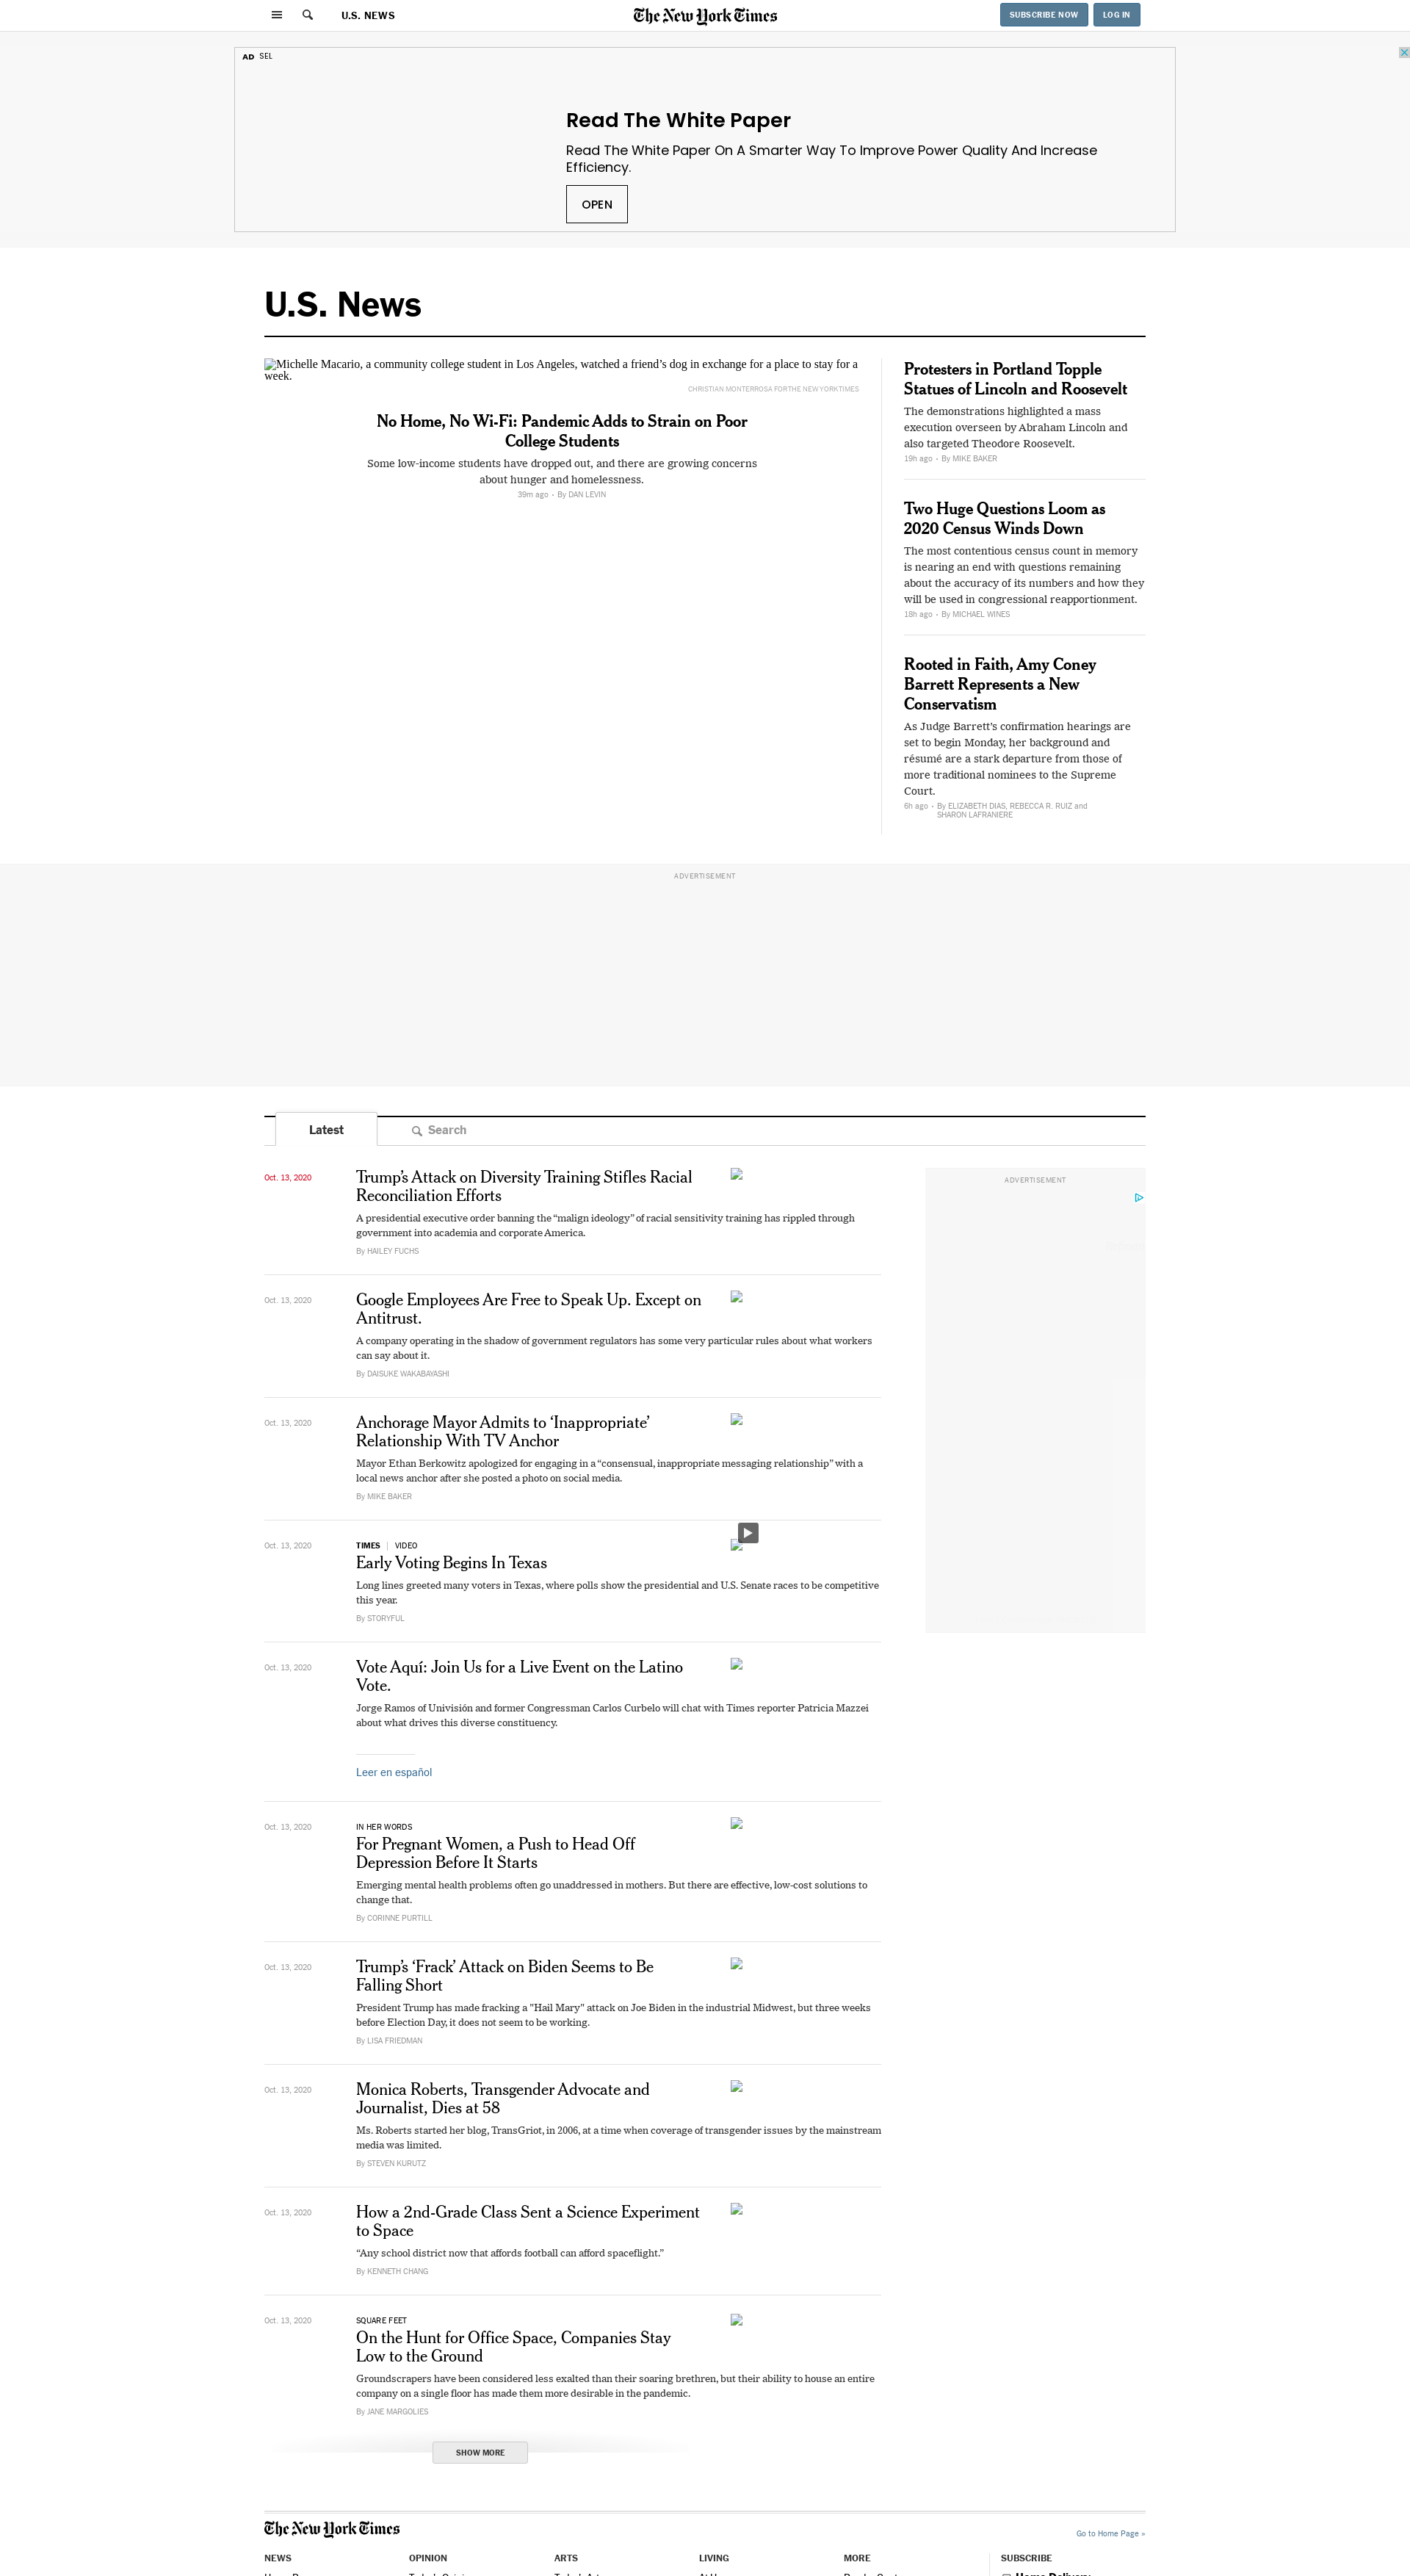 U.S. NEWS
The New York Times
SUBSCRIBE NOW
LOG IN
AD SEL
Read The White Paper
Read The White Paper On A Smarter Way To Improve Power Quality And Increase
Efficiency.
OPEN
U.S. News
Michelle Macario, a community college student in Los Angeles, watched a friend’s dog in exchange for a place to stay for a
week.
CHRISTIAN MONTERROSA FOR THE NEW YORK TIMES
No Home, No Wi-Fi: Pandemic Adds to Strain on Poor
College Students
Some low-income students have dropped out, and there are growing concerns
about hunger and homelessness.
39m ago • By DAN LEVIN
Protesters in Portland Topple
Statues of Lincoln and Roosevelt
The demonstrations highlighted a mass
execution overseen by Abraham Lincoln and
also targeted Theodore Roosevelt.
19h ago • By MIKE BAKER
Two Huge Questions Loom as
2020 Census Winds Down
The most contentious census count in memory
is nearing an end with questions remaining
about the accuracy of its numbers and how they
will be used in congressional reapportionment.
18h ago • By MICHAEL WINES
Rooted in Faith, Amy Coney
Barrett Represents a New
Conservatism
As Judge Barrett’s confirmation hearings are
set to begin Monday, her background and
résumé are a stark departure from those of
more traditional nominees to the Supreme
Court.
6h ago • By ELIZABETH DIAS, REBECCA R. RUIZ and
SHARON LAFRANIERE
ADVERTISEMENT
Latest
Search
ADVERTISEMENT
Oct. 13, 2020
Trump’s Attack on Diversity Training Stifles Racial
Reconciliation Efforts
A presidential executive order banning the “malign ideology” of racial sensitivity training has rippled through
government into academia and corporate America.
By HAILEY FUCHS
Oct. 13, 2020
Google Employees Are Free to Speak Up. Except on
Antitrust.
A company operating in the shadow of government regulators has some very particular rules about what workers
can say about it.
By DAISUKE WAKABAYASHI
Oct. 13, 2020
Anchorage Mayor Admits to ‘Inappropriate’
Relationship With TV Anchor
Mayor Ethan Berkowitz apologized for engaging in a “consensual, inappropriate messaging relationship” with a
local news anchor after she posted a photo on social media.
By MIKE BAKER
Oct. 13, 2020
TIMES | VIDEO
Early Voting Begins In Texas
Long lines greeted many voters in Texas, where polls show the presidential and U.S. Senate races to be competitive
this year.
By STORYFUL
Oct. 13, 2020
Vote Aquí: Join Us for a Live Event on the Latino
Vote.
Jorge Ramos of Univisión and former Congressman Carlos Curbelo will chat with Times reporter Patricia Mazzei
about what drives this diverse constituency.
Leer en español
Oct. 13, 2020
IN HER WORDS
For Pregnant Women, a Push to Head Off
Depression Before It Starts
Emerging mental health problems often go unaddressed in mothers. But there are effective, low-cost solutions to
change that.
By CORINNE PURTILL
Oct. 13, 2020
Trump’s ‘Frack’ Attack on Biden Seems to Be
Falling Short
President Trump has made fracking a "Hail Mary" attack on Joe Biden in the industrial Midwest, but three weeks
before Election Day, it does not seem to be working.
By LISA FRIEDMAN
Oct. 13, 2020
Monica Roberts, Transgender Advocate and
Journalist, Dies at 58
Ms. Roberts started her blog, TransGriot, in 2006, at a time when coverage of transgender issues by the mainstream
media was limited.
By STEVEN KURUTZ
Oct. 13, 2020
How a 2nd-Grade Class Sent a Science Experiment
to Space
“Any school district now that affords football can afford spaceflight.”
By KENNETH CHANG
Oct. 13, 2020
SQUARE FEET
On the Hunt for Office Space, Companies Stay
Low to the Ground
Groundscrapers have been considered less exalted than their soaring brethren, but their ability to house an entire
company on a single floor has made them more desirable in the pandemic.
By JANE MARGOLIES
SHOW MORE
The New York Times
Go to Home Page »
NEWS
OPINION
ARTS
LIVING
MORE
SUBSCRIBE